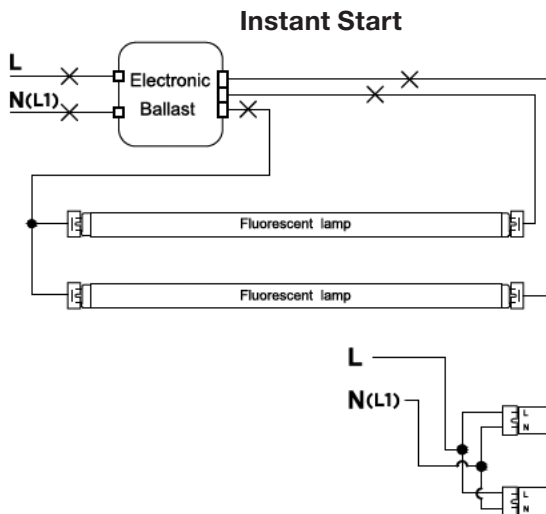 Instant Start
L
N(L1)
Electronic
Ballast
Fluorescent lamp
Fluorescent lamp
L
N(L1)
L
N
L
N